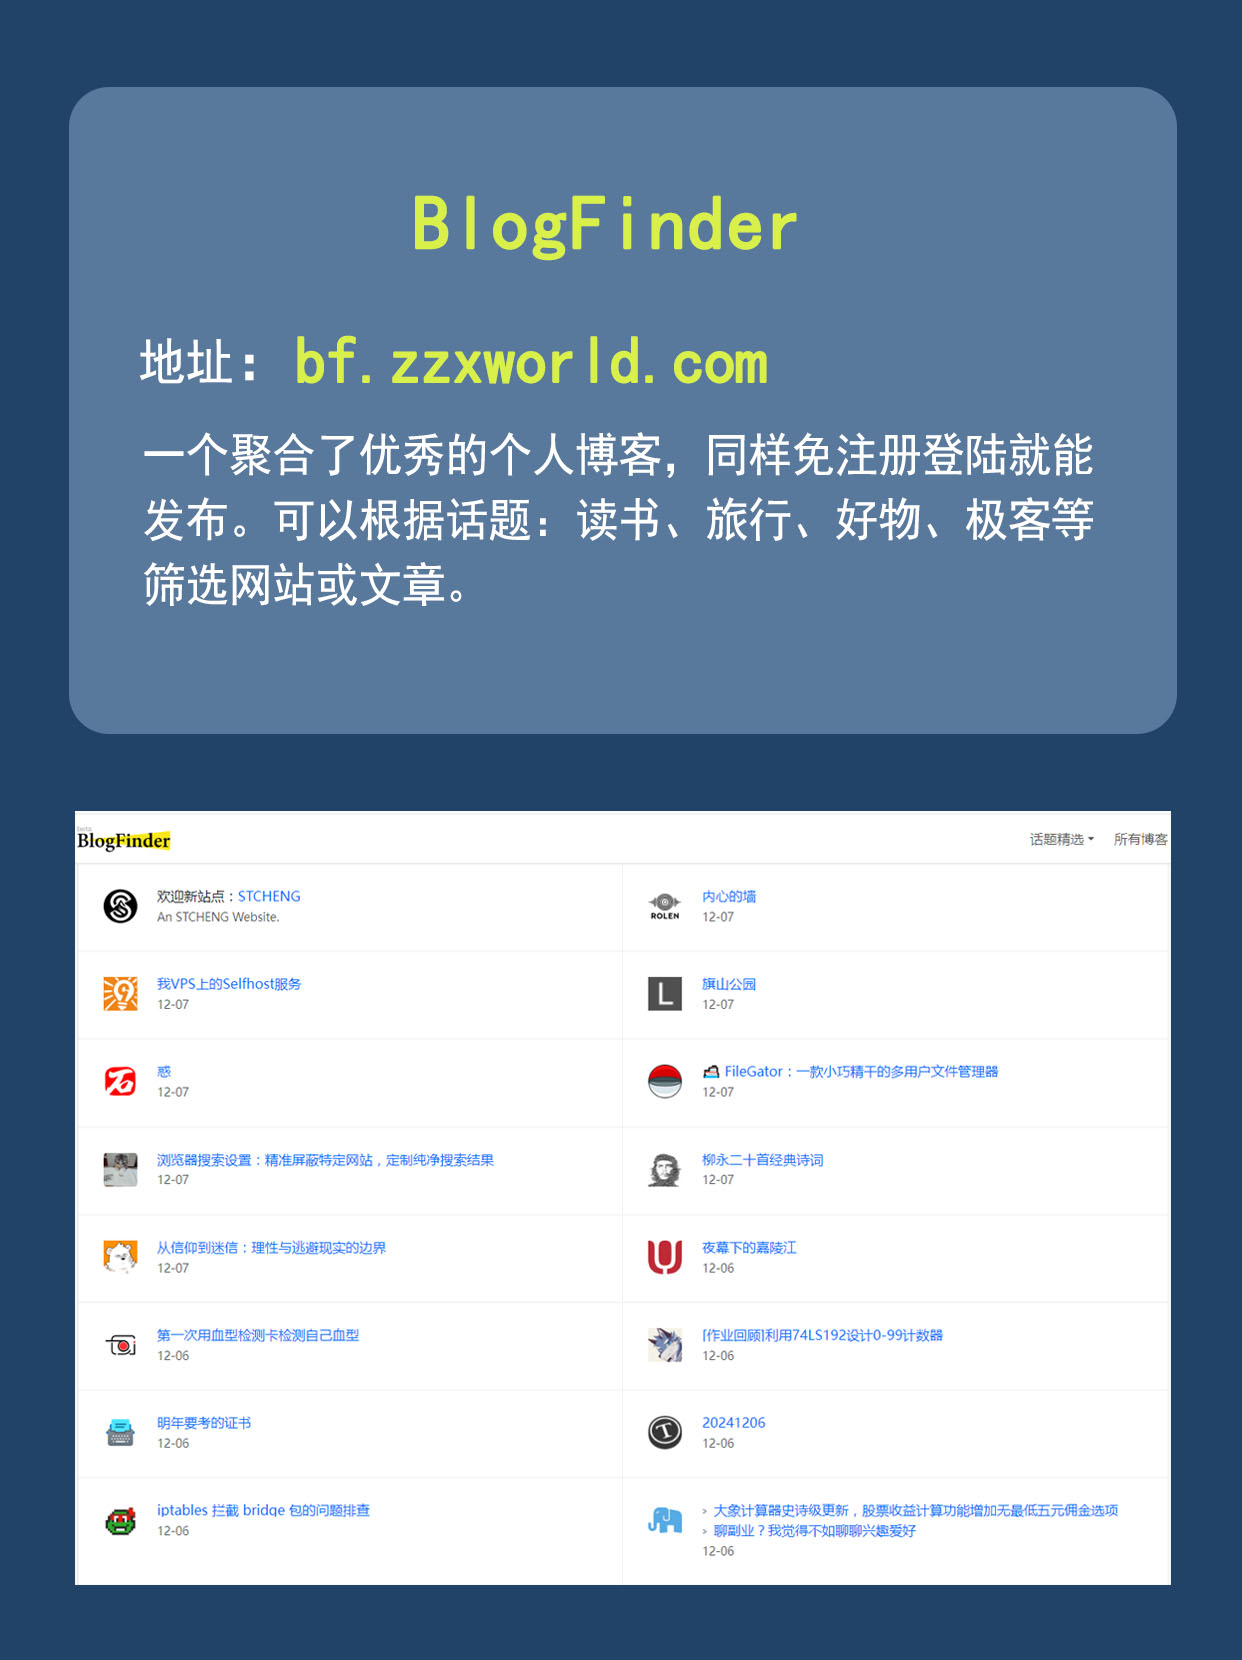 BlogFinder
地址：bf.zzxworld.com
一个聚合了优秀的个人博客，同样免注册登陆就能
发布。可以根据话题：读书、旅行、好物、极客等
筛选网站或文章。
beta
BlogFinder
话题精选
所有博客
欢迎新站点：STCHENG
An STCHENG Website.
ROLEN
内心的墙
12-07
我VPS上的Selfhost服务
12-07
L
旗山公园
12-07
惑
12-07
FileGator：一款小巧精干的多用户文件管理器
12-07
浏览器搜索设置：精准屏蔽特定网站，定制纯净搜索结果
12-07
柳永二十首经典诗词
12-07
从信仰到迷信：理性与逃避现实的边界
12-07
夜幕下的嘉陵江
12-06
第一次用血型检测卡检测自己血型
12-06
[作业回顾]利用74LS192设计0-99计数器
12-06
明年要考的证书
12-06
T
20241206
12-06
iptables 拦截 bridge 包的问题排查
12-06
› 大象计算器史诗级更新，股票收益计算功能增加无最低五元佣金选项
› 聊副业？我觉得不如聊聊兴趣爱好
12-06